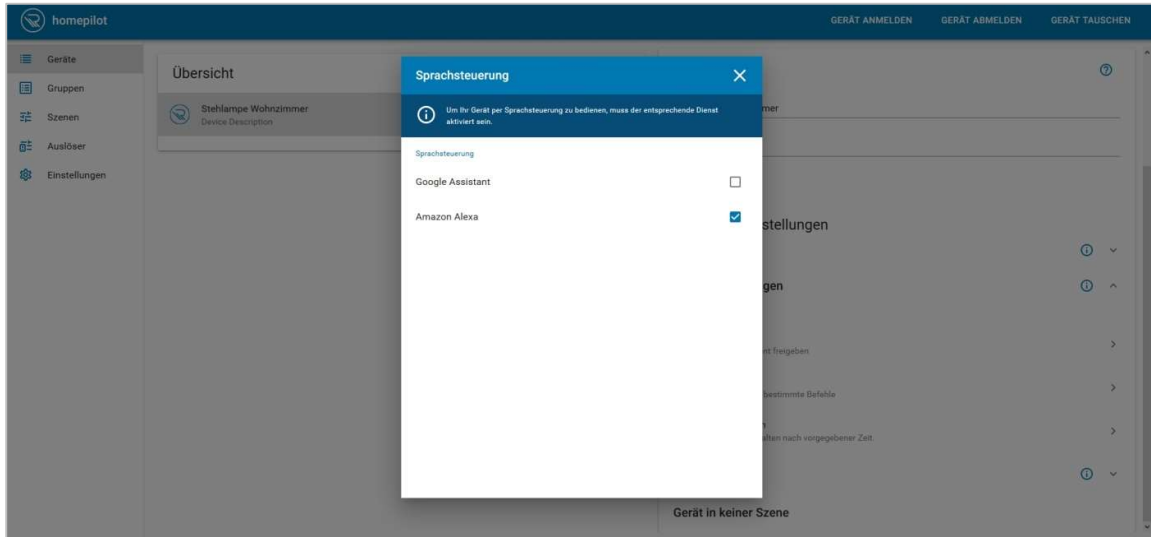 homepilot
GERÄT ANMELDEN
GERÄT ABMELDEN
GERÄT TAUSCHEN
Geräte
Gruppen
Szenen
Auslöser
Einstellungen
Übersicht
Stehlampe Wohnzimmer
Device Description
Sprachsteuerung
Um Ihr Gerät per Sprachsteuerung zu bedienen, muss der entsprechende Dienst
aktiviert sein.
Sprachsteuerung
Google Assistant
Amazon Alexa
mer
stellungen
gen
nt freigeben
bestimmte Befehle
n
alten nach vorgegebener Zeit
Gerät in keiner Szene